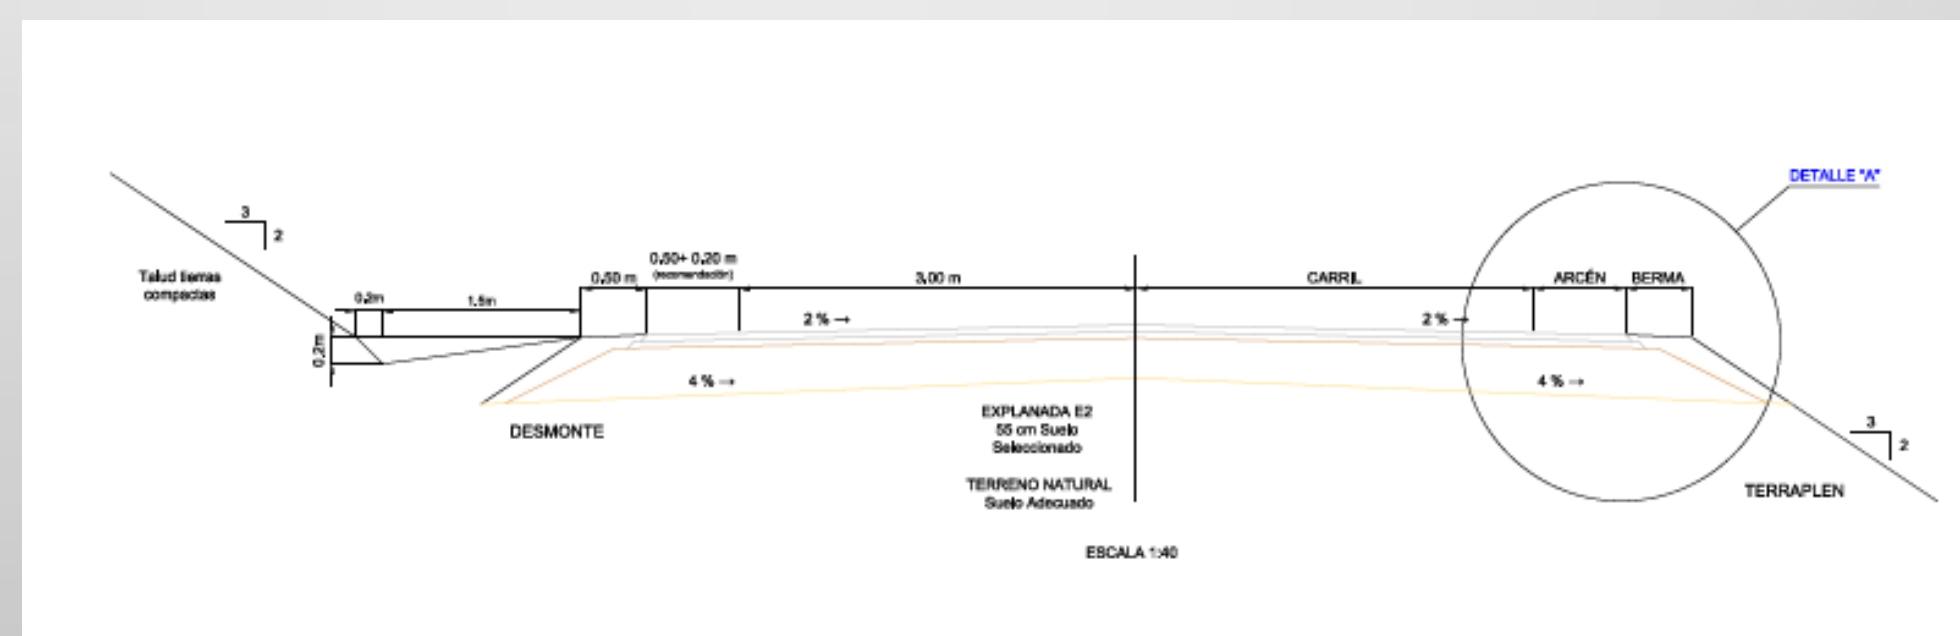 DETALLE "A"
3
2
Talud tierras
compactas
0,2m
1.5m
0,2m
0,50 m
0,50+ 0,20 m
(recomendación)
3,00 m
CARRIL
ARCÉN
BERMA
2 % →
2 % →
4 % →
4 % →
DESMONTE
EXPLANADA E2
55 cm Suelo
Seleccionado
TERRENO NATURAL
Suelo Adecuado
3
2
TERRAPLEN
ESCALA 1:40